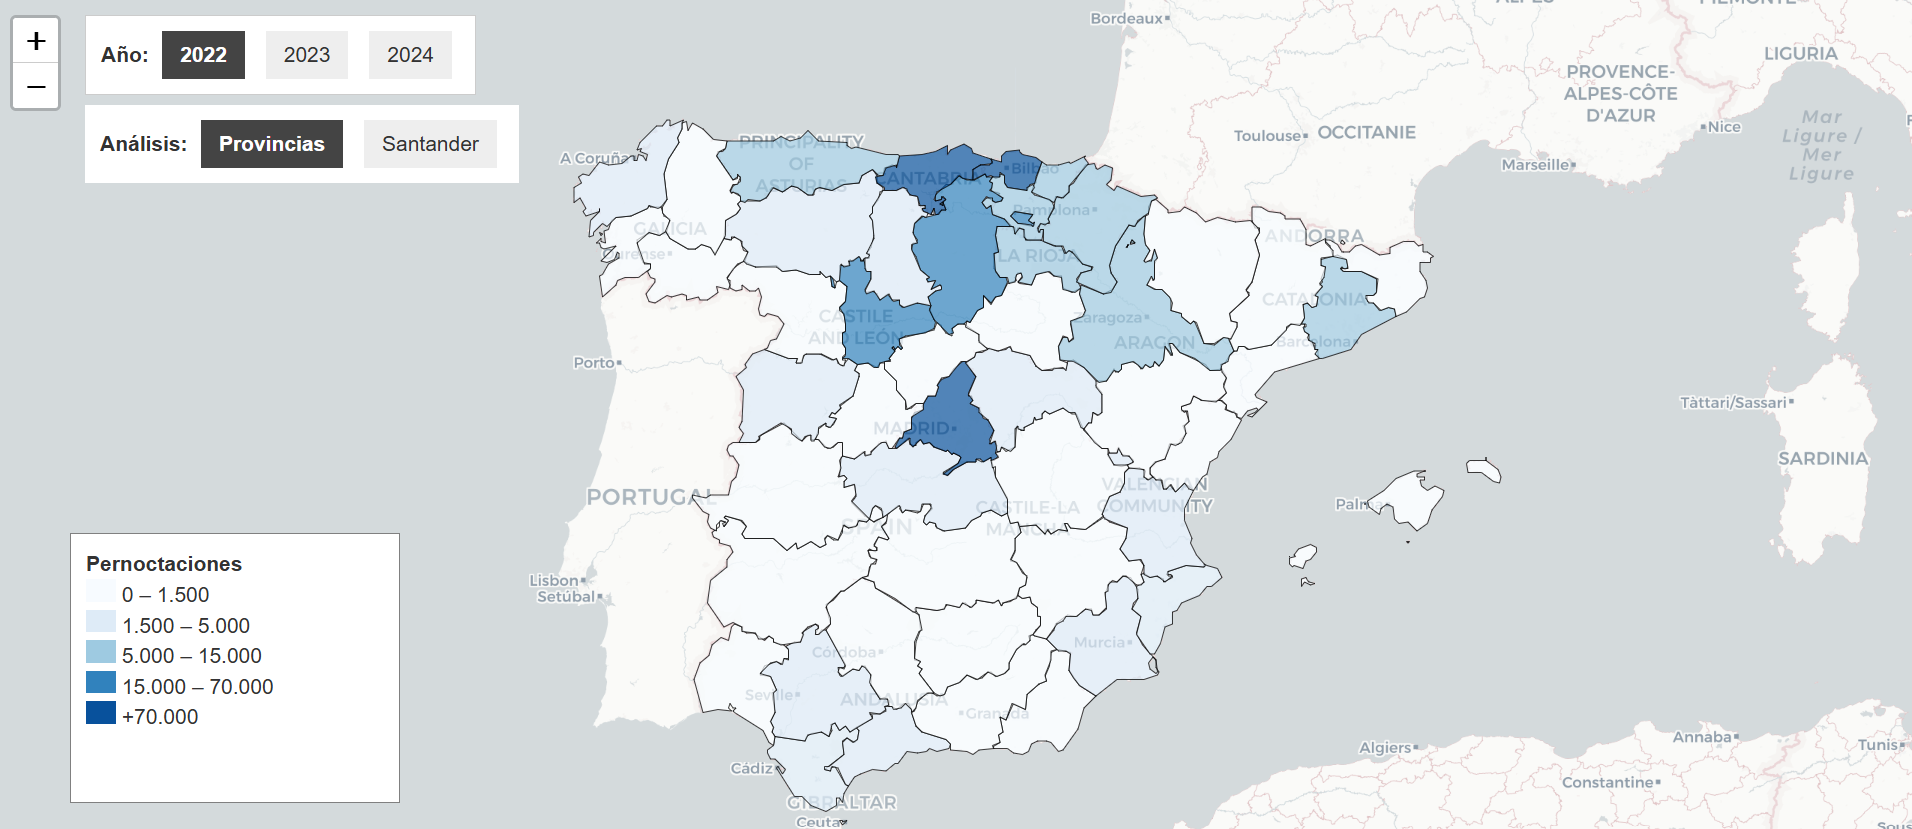 +
−
Año: 2022 2023 2024
Análisis: Provincias Santander
Pernoctaciones
0 – 1.500
1.500 – 5.000
5.000 – 15.000
15.000 – 70.000
+70.000
Bordeaux
PROVENCE-
ALPES-CÔTE
D'AZUR
LIGURIA
Toulouse
OCCITANIE
Nice
Marseille
Mar
Ligure /
Mer
Ligure
A Coruña
PRINCIPALITY
OF
ASTURIAS
CANTABRIA
Bilbao
Pamplona
GALICIA
Ourense
LA RIOJA
ANDORRA
CATALONIA
CASTILE
AND LEÓN
Zaragoza
ARAGON
Barcelona
Porto
MADRID
Tàttari/Sassari
SARDINIA
PORTUGAL
SPAIN
CASTILE-LA
MANCHA
VALENCIAN
COMMUNITY
Palma
Lisbon
Setúbal
Córdoba
Murcia
Seville
ANDALUSIA
Granada
Cádiz
GIBRALTAR
Ceuta
Algiers
Annaba
Tunis
Constantine